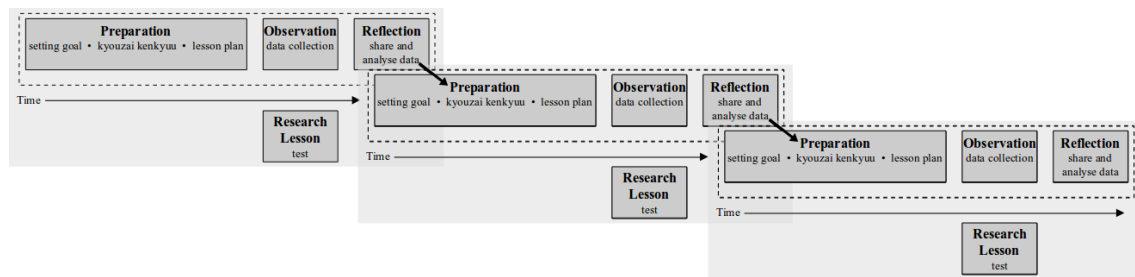 Preparation
setting goal • kyouzai kenkyuu • lesson plan
Observation
data collection
Reflection
share and
analyse data
Time
Research
Lesson
test
Preparation
setting goal • kyouzai kenkyuu • lesson plan
Observation
data collection
Reflection
share and
analyse data
Time
Research
Lesson
test
Preparation
setting goal • kyouzai kenkyuu • lesson plan
Observation
data collection
Reflection
share and
analyse data
Time
Research
Lesson
test